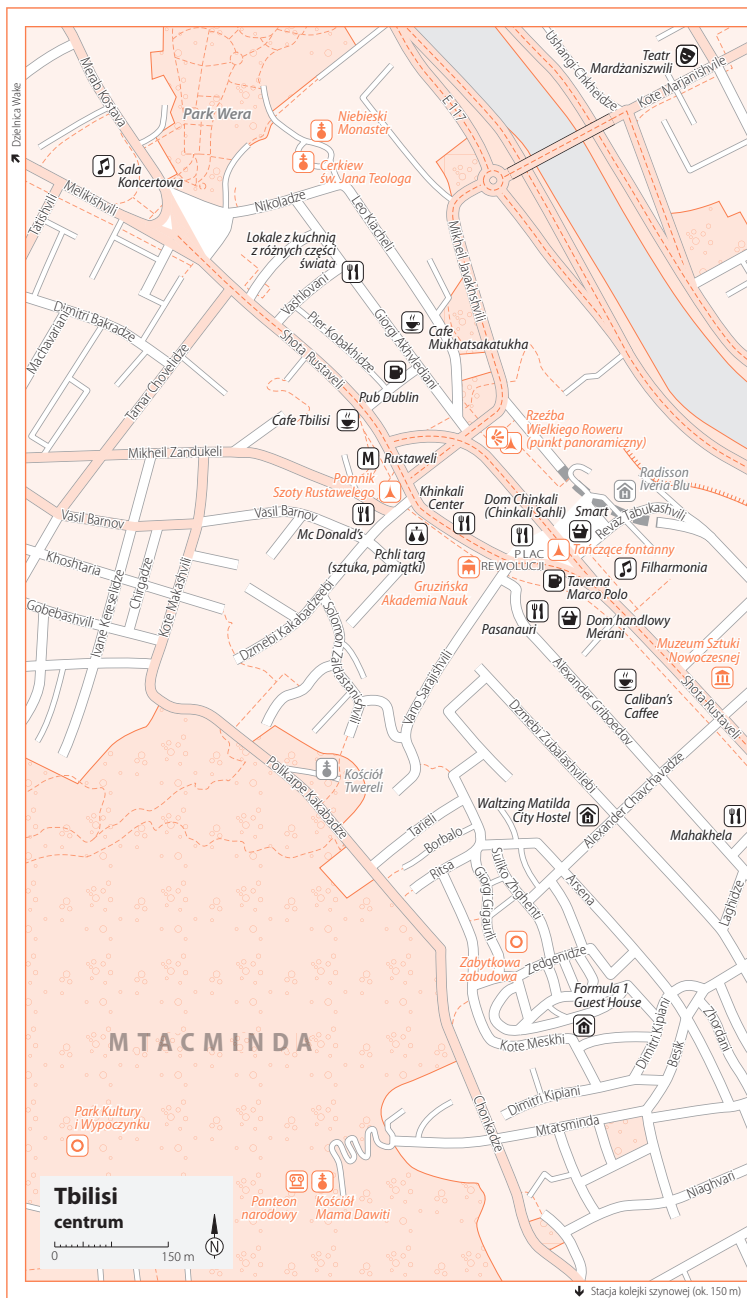 Teatr
Mardżaniszwili
Ushangi Chkheidze
Kote Marjanishvile
Merab Kostava
E 117
Dzielnica Wake
Park Wera
Niebieski
Monaster
Cerkiew
św. Jana Teologa
Sala
Koncertowa
Melikishvili
Tatishvili
Nikoladze
Leo Kiacheli
Mikheil Javakhshvili
Lokale z kuchnią
z różnych części
świata
Vashlovani
Dimitri Bakradze
Machavariani
Pier Kobakhidze
Giorgi Akhvlediani
Cafe
Mukhatsakatukha
Shota Rustaveli
Tamar Chovelidze
Pub Dublin
Cafe Tbilisi
Rzeźba
Wielkiego Roweru
(punkt panoramiczny)
Mikheil Zandukeli
M
Rustaweli
Radisson
Iveria Blu
Pomnik
Szoty Rustawelego
Khinkali
Center
Dom Chinkali
(Chinkali Sahli)
Smart
Revaz Tabukashvili
Vasil Barnov
Vasil Barnov
Mc Donald's
Pchli targ
(sztuka, pamiątki)
PLAC
REWOLUCJI
Tańczące fontanny
Khoshtaria
Gruzińska
Akademia Nauk
Taverna
Marco Polo
Filharmonia
Chirgadze
Gobebashvili
Ivane Kereselidze
Kote Makashvili
Dzmebi Kakabadzeebi
Solomon Zaldastanishvili
Pasanauri
Dom handlowy
Merani
Muzeum Sztuki
Nowoczesnej
Vano Sarajishvili
Alexander Griboedov
Caliban's
Caffee
Shota Rustaveli
Dzmebi Zubalashvilebi
Kościół
Twereli
Polikarpe Kakabadze
Alexander Chavchavadze
Waltzing Matilda
City Hostel
Tarieli
Mahakhela
Borbalo
Ritsa
Suliko Zhghenti
Arsena
Giorgi Gigaurli
Laghidze
Zabytkowa
zabudowa
Zedgenidze
Formula 1
Guest House
MTACMINDA
Kote Meskhi
Dimitri Kipiani
Besik
Zhordani
Park Kultury
i Wypoczynku
Dimitri Kipiani
Chonkadze
Mtatsminda
Niaghvari
Panteon
narodowy
Kościół
Mama Dawiti
Tbilisi
centrum
0 150 m
N
Stacja kolejki szynowej (ok. 150 m)